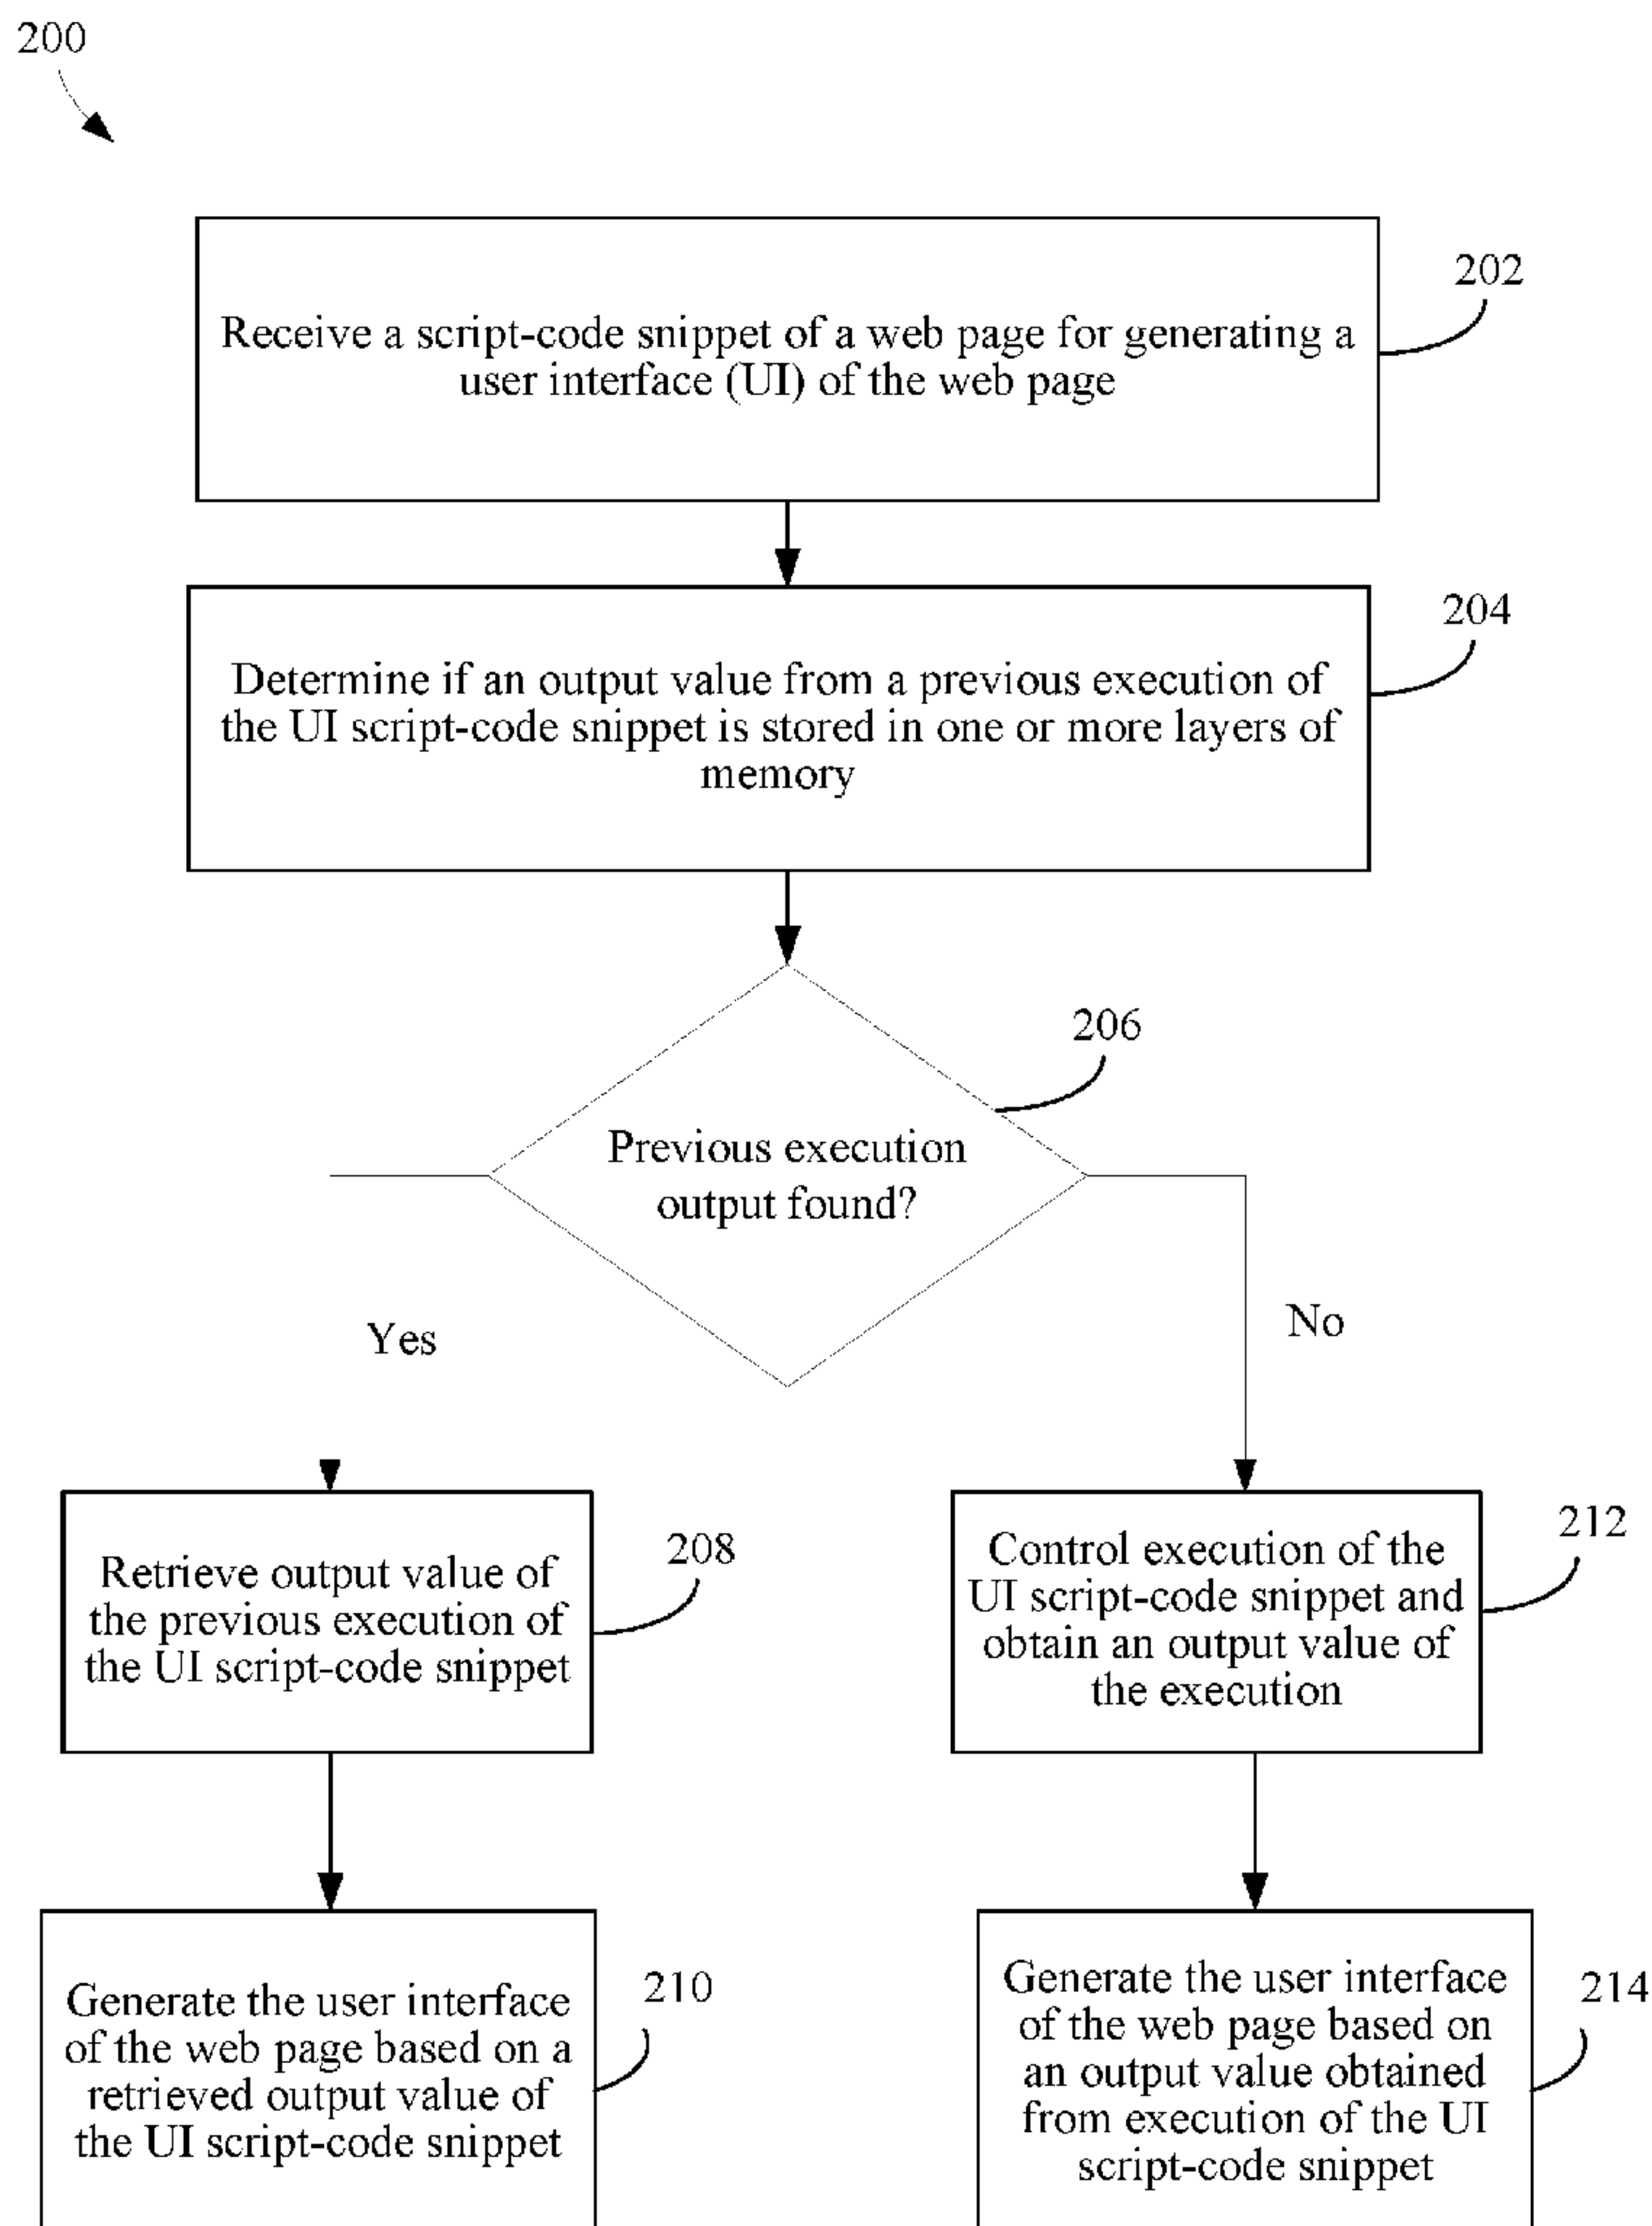 200
202
Receive a script-code snippet of a web page for generating a
user interface (UI) of the web page
204
Determine if an output value from a previous execution of
the UI script-code snippet is stored in one or more layers of
memory
206
Previous execution
output found?
Yes
No
208
Retrieve output value of
the previous execution of
the UI script-code snippet
212
Control execution of the
UI script-code snippet and
obtain an output value of
the execution
210
Generate the user interface
of the web page based on a
retrieved output value of
the UI script-code snippet
214
Generate the user interface
of the web page based on
an output value obtained
from execution of the UI
script-code snippet